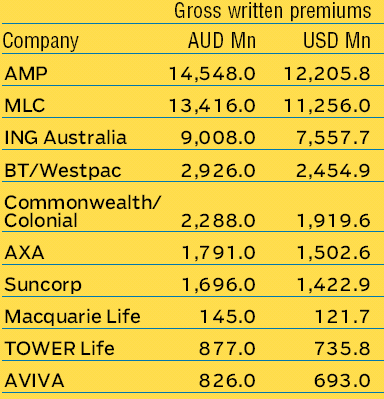 Gross written premiums
Company AUD Mn USD Mn
AMP 14,548.0 12,205.8
MLC 13,416.0 11,256.0
ING Australia 9,008.0 7,557.7
BT/Westpac 2,926.0 2,454.9
Commonwealth/
Colonial 2,288.0 1,919.6
AXA 1,791.0 1,502.6
Suncorp 1,696.0 1,422.9
Macquarie Life 145.0 121.7
TOWER Life 877.0 735.8
AVIVA 826.0 693.0